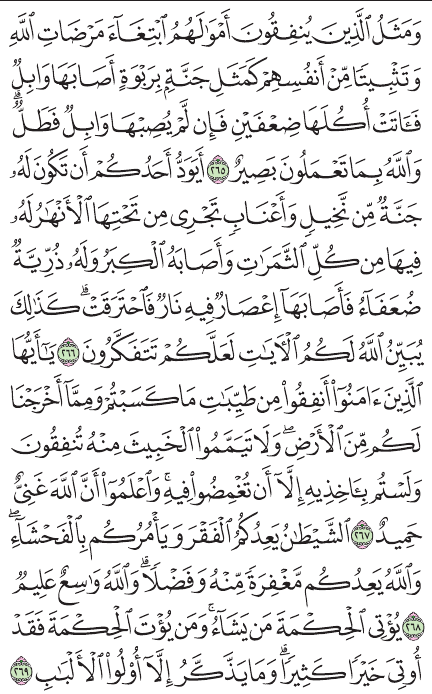 وَمَثَلُ ٱلَّذِينَ يُنفِقُونَ أَمْوَٰلَهُمُ ٱبْتِغَآءَ مَرْضَاتِ ٱللَّهِ
وَتَثْبِيتًا مِّنْ أَنفُسِهِمْ كَمَثَلِ جَنَّةٍۭ بِرَبْوَةٍ أَصَابَهَا وَابِلٌ
فَـَٔاتَتْ أُكُلَهَا ضِعْفَيْنِ فَإِن لَّمْ يُصِبْهَا وَابِلٌ فَطَلٌّۗ
وَٱللَّهُ بِمَا تَعْمَلُونَ بَصِيرٌ ٢٦٥ أَيَوَدُّ أَحَدُكُمْ أَن تَكُونَ لَهُۥ
جَنَّةٌ مِّن نَّخِيلٍ وَأَعْنَابٍ تَجْرِى مِن تَحْتِهَا ٱلْأَنْهَٰرُ لَهُۥ
فِيهَا مِن كُلِّ ٱلثَّمَرَٰتِ وَأَصَابَهُ ٱلْكِبَرُ وَلَهُۥ ذُرِّيَّةٌ
ضُعَفَآءُ فَأَصَابَهَآ إِعْصَارٌ فِيهِ نَارٌ فَٱحْتَرَقَتْۗ كَذَٰلِكَ
يُبَيِّنُ ٱللَّهُ لَكُمُ ٱلْـَٔايَٰتِ لَعَلَّكُمْ تَتَفَكَّرُونَ ٢٦٦ يَٰٓأَيُّهَا
ٱلَّذِينَ ءَامَنُوٓا۟ أَنفِقُوا۟ مِن طَيِّبَٰتِ مَا كَسَبْتُمْ وَمِمَّآ أَخْرَجْنَا
لَكُم مِّنَ ٱلْأَرْضِۖ وَلَا تَيَمَّمُوا۟ ٱلْخَبِيثَ مِنْهُ تُنفِقُونَ
وَلَسْتُم بِـَٔاخِذِيهِ إِلَّآ أَن تُغْمِضُوا۟ فِيهِۚ وَٱعْلَمُوٓا۟ أَنَّ ٱللَّهَ غَنِىٌّ
حَمِيدٌ ٢٦٧ ٱلشَّيْطَٰنُ يَعِدُكُمُ ٱلْفَقْرَ وَيَأْمُرُكُم بِٱلْفَحْشَآءِۖ
وَٱللَّهُ يَعِدُكُم مَّغْفِرَةً مِّنْهُ وَفَضْلًاۗ وَٱللَّهُ وَٰسِعٌ عَلِيمٌ
٢٦٨ يُؤْتِى ٱلْحِكْمَةَ مَن يَشَآءُۚ وَمَن يُؤْتَ ٱلْحِكْمَةَ فَقَدْ
أُوتِىَ خَيْرًا كَثِيرًاۗ وَمَا يَذَّكَّرُ إِلَّآ أُو۟لُوا۟ ٱلْأَلْبَٰبِ ٢٦٩